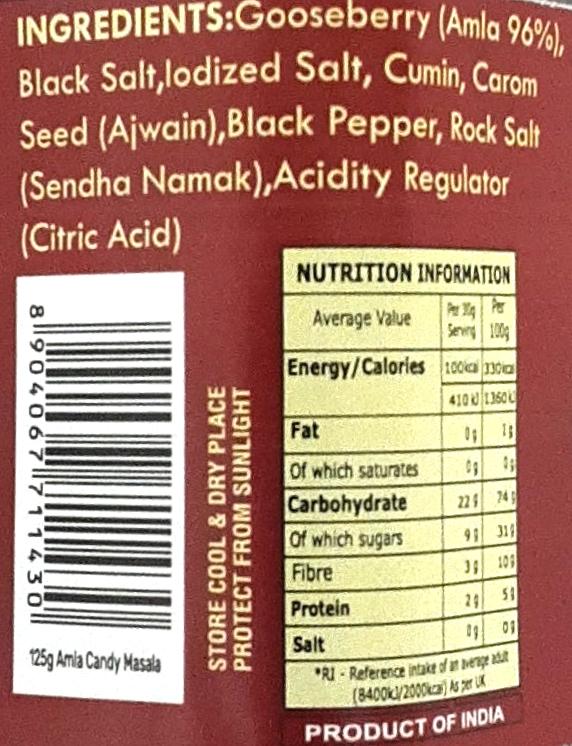 INGREDIENTS:Gooseberry (Amla 96%),
Black Salt,Iodized Salt, Cumin, Carom
Seed (Ajwain),Black Pepper, Rock Salt
(Sendha Namak),Acidity Regulator
(Citric Acid)
8 904067 711430
125g Amla Candy Masala
STORE COOL & DRY PLACE
PROTECT FROM SUNLIGHT
NUTRITION INFORMATION
Average Value Per 30g Serving Per 100g
Energy/Calories 100kcal 330kcal
410 kJ 1360kJ
Fat 0g 1g
Of which saturates 0g 0g
Carbohydrate 22g 74g
Of which sugars 9g 31g
Fibre 3g 10g
Protein 2g 5g
Salt 0g 0g
*RI - Reference intake of an average adult
(8400kJ/2000kcal) As per UK
PRODUCT OF INDIA